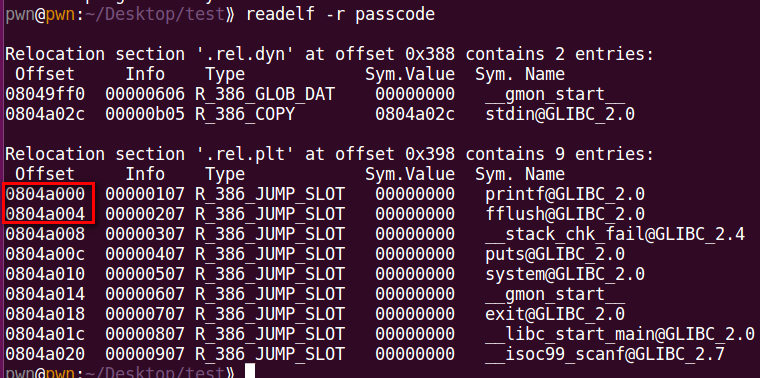 pwn@pwn:~/Desktop/test⟫ readelf -r passcode
Relocation section '.rel.dyn' at offset 0x388 contains 2 entries:
 Offset     Info    Type            Sym.Value  Sym. Name
08049ff0  00000606 R_386_GLOB_DAT    00000000   __gmon_start__
0804a02c  00000b05 R_386_COPY        0804a02c   stdin@GLIBC_2.0
Relocation section '.rel.plt' at offset 0x398 contains 9 entries:
 Offset     Info    Type            Sym.Value  Sym. Name
0804a000  00000107 R_386_JUMP_SLOT   00000000   printf@GLIBC_2.0
0804a004  00000207 R_386_JUMP_SLOT   00000000   fflush@GLIBC_2.0
0804a008  00000307 R_386_JUMP_SLOT   00000000   __stack_chk_fail@GLIBC_2.4
0804a00c  00000407 R_386_JUMP_SLOT   00000000   puts@GLIBC_2.0
0804a010  00000507 R_386_JUMP_SLOT   00000000   system@GLIBC_2.0
0804a014  00000607 R_386_JUMP_SLOT   00000000   __gmon_start__
0804a018  00000707 R_386_JUMP_SLOT   00000000   exit@GLIBC_2.0
0804a01c  00000807 R_386_JUMP_SLOT   00000000   __libc_start_main@GLIBC_2.0
0804a020  00000907 R_386_JUMP_SLOT   00000000   __isoc99_scanf@GLIBC_2.7
pwn@pwn:~/Desktop/test⟫